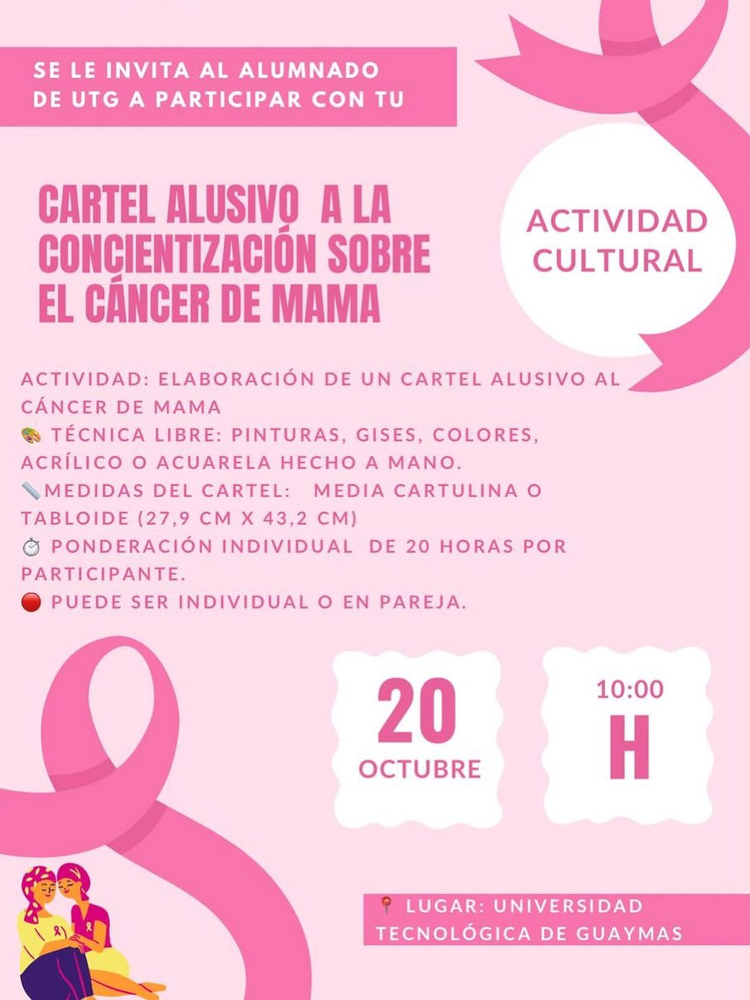 SE LE INVITA AL ALUMNADO
DE UTG A PARTICIPAR CON TU
CARTEL ALUSIVO A LA
CONCIENTIZACIÓN SOBRE
EL CÁNCER DE MAMA
ACTIVIDAD
CULTURAL
ACTIVIDAD: ELABORACIÓN DE UN CARTEL ALUSIVO AL
CÁNCER DE MAMA
🎨 TÉCNICA LIBRE: PINTURAS, GISES, COLORES,
ACRÍLICO O ACUARELA HECHO A MANO.
📏MEDIDAS DEL CARTEL: MEDIA CARTULINA O
TABLOIDE (27,9 CM X 43,2 CM)
⏱ PONDERACIÓN INDIVIDUAL DE 20 HORAS POR
PARTICIPANTE.
🔴 PUEDE SER INDIVIDUAL O EN PAREJA.
20
OCTUBRE
10:00
H
📍 LUGAR: UNIVERSIDAD
TECNOLÓGICA DE GUAYMAS